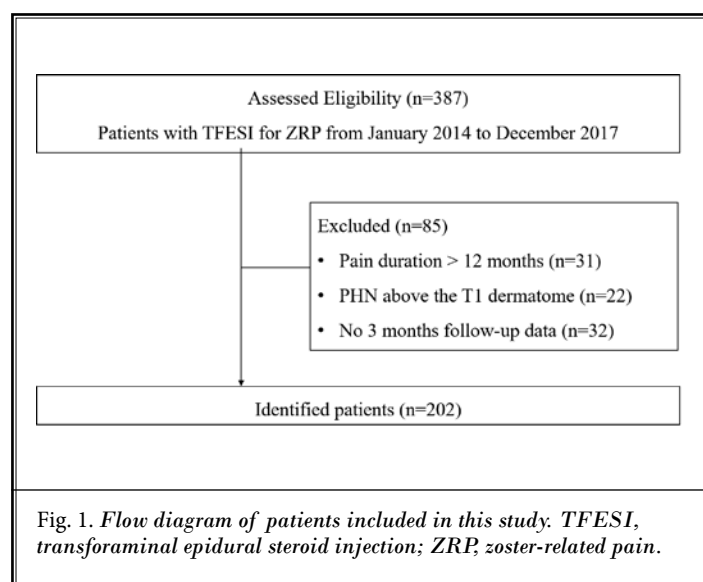 Assessed Eligibility (n=387)
Patients with TFESI for ZRP from January 2014 to December 2017
Excluded (n=85)
• Pain duration > 12 months (n=31)
• PHN above the T1 dermatome (n=22)
• No 3 months follow-up data (n=32)
Identified patients (n=202)
Fig. 1. Flow diagram of patients included in this study. TFESI,
transforaminal epidural steroid injection; ZRP, zoster-related pain.